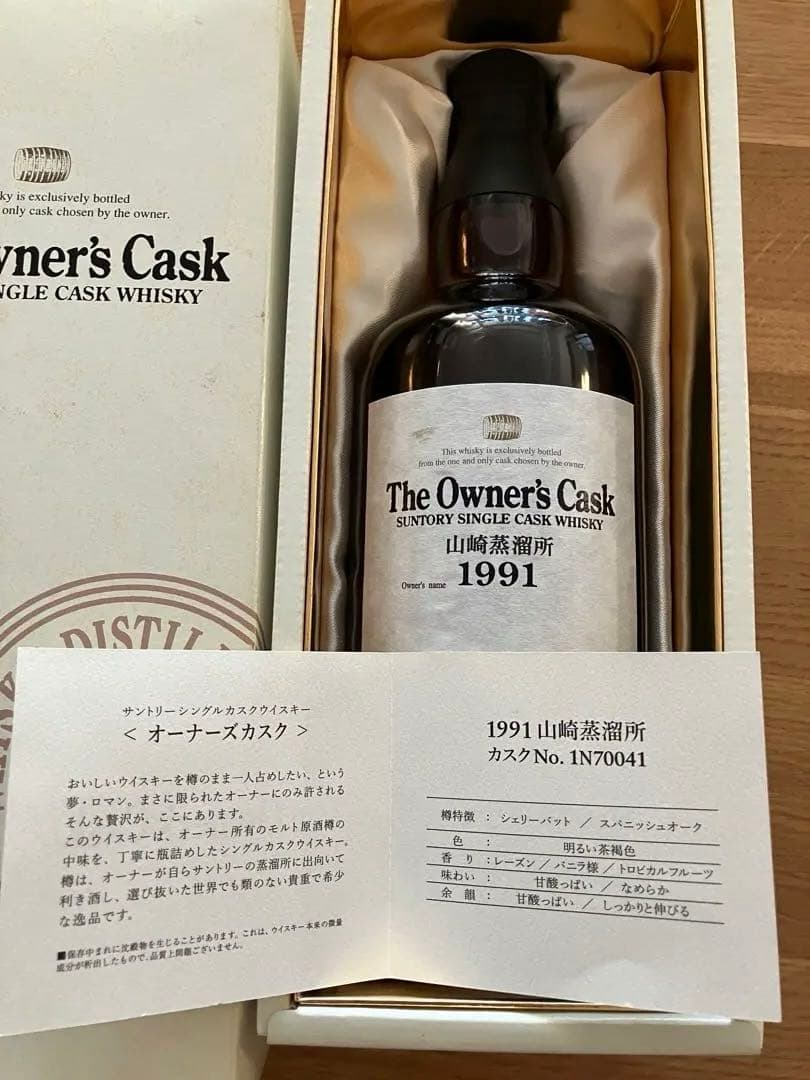 ky is exclusively bottled
only cask chosen by the owner.
ner's Cask
NGLE CASK WHISKY
DISTIL
This whisky is exclusively bottled
from the one and only cask chosen by the owner.
The Owner's Cask
SUNTORY SINGLE CASK WHISKY
山崎蒸溜所
Owner's name 1991
サントリーシングルカスクウイスキー
< オーナーズカスク >
おいしいウイスキーを樽のまま一人占めしたい、という
夢・ロマン。まさに限られたオーナーにのみ許される
そんな贅沢が、ここにあります。
このウイスキーは、オーナー所有のモルト原酒樽の
中味を、丁寧に瓶詰めしたシングルカスクウイスキー。
樽は、オーナーが自らサントリーの蒸溜所に出向いて
利き酒し、選び抜いた世界でも類のない貴重で希少
な逸品です。
■保存中まれに沈殿物を生じることがあります。これは、ウイスキー本来の微量
成分が析出したもので、品質上問題ございません。
1991 山崎蒸溜所
カスク No. 1N70041
樽特徴 : シェリーバット / スパニッシュオーク
色 : 明るい茶褐色
香り : レーズン / バニラ様 / トロピカルフルーツ
味わい : 甘酸っぱい / なめらか
余韻 : 甘酸っぱい / しっかりと伸びる